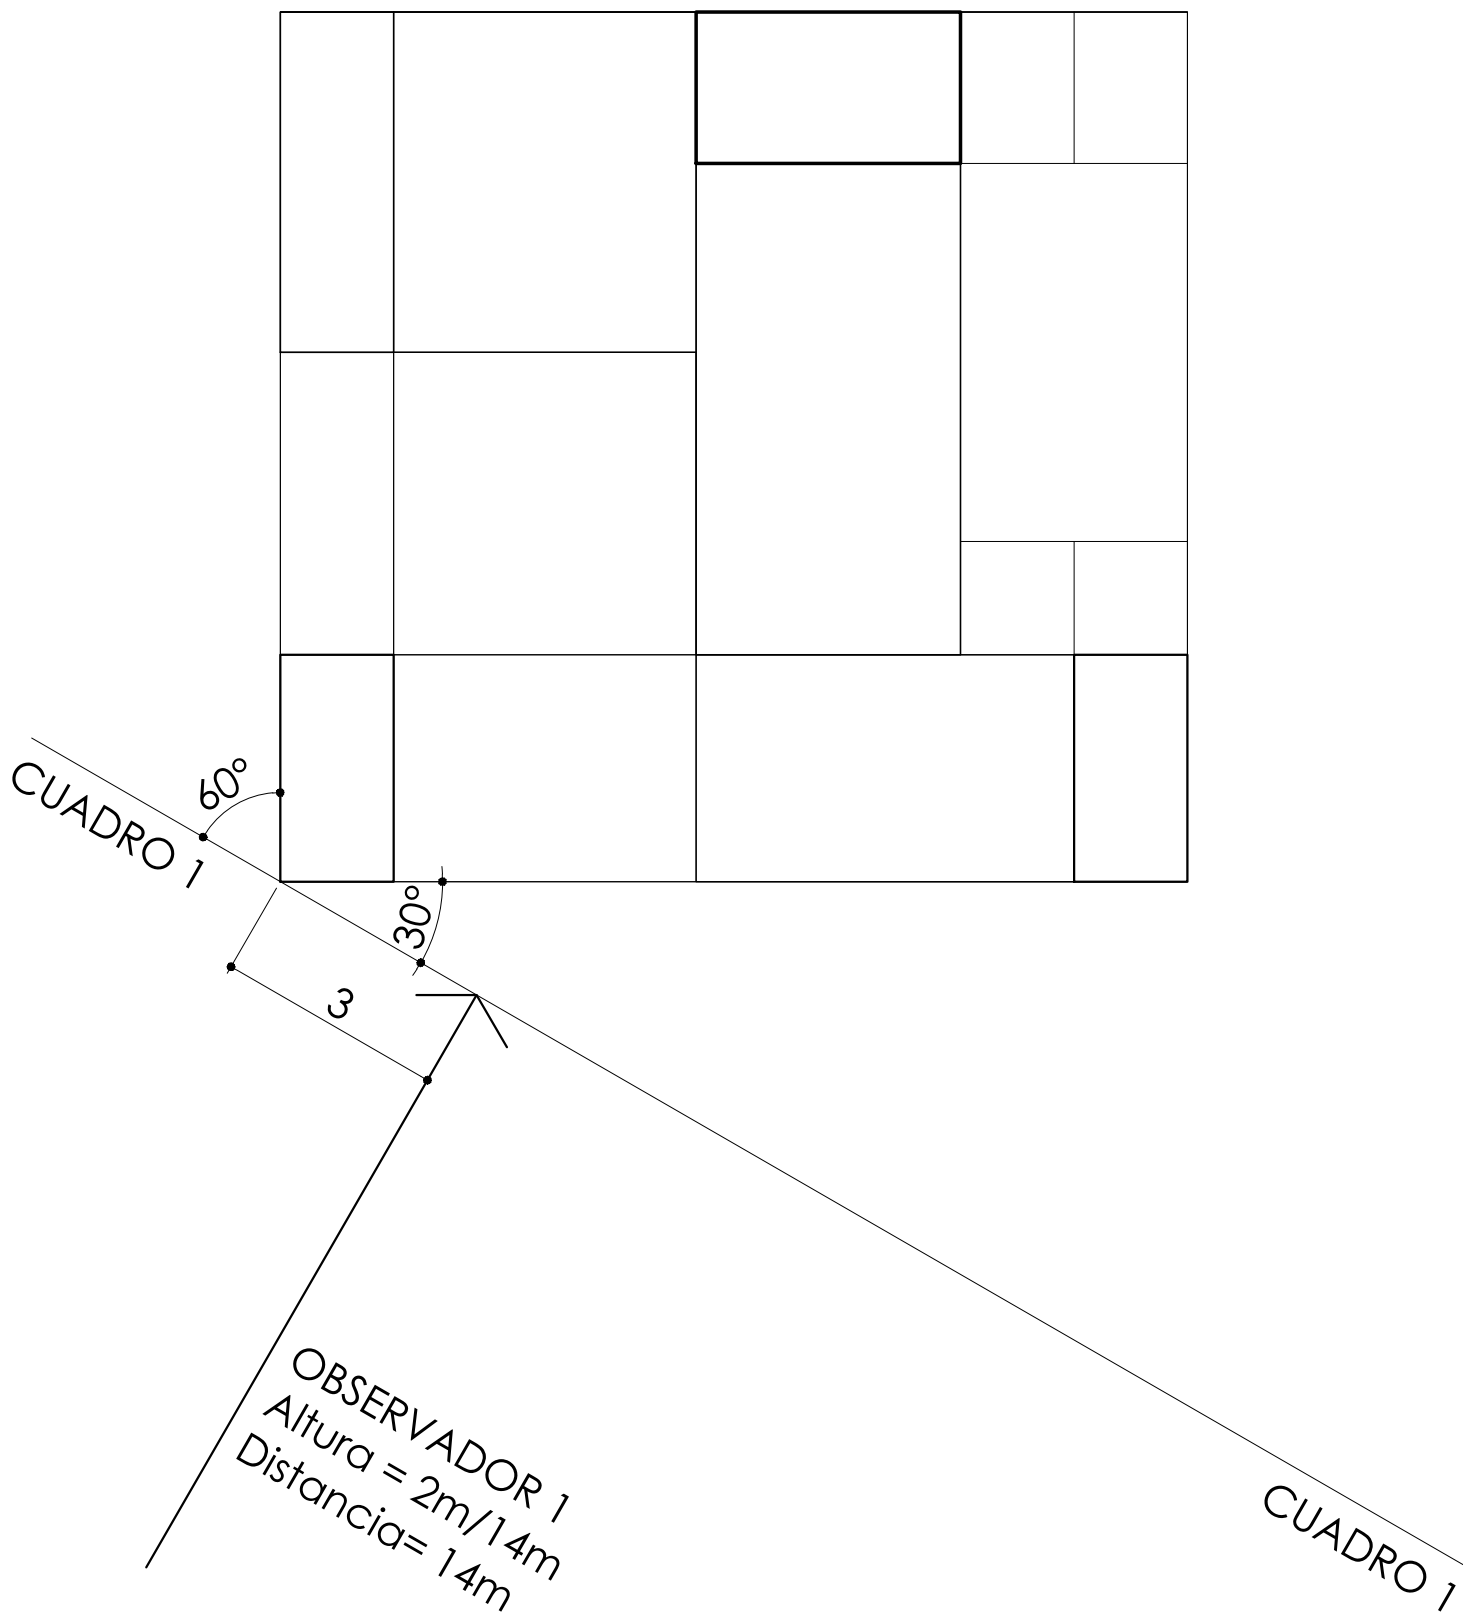 60°
CUADRO 1
30°
3
OBSERVADOR 1
Altura = 2m/14m
Distancia= 14m
CUADRO 1